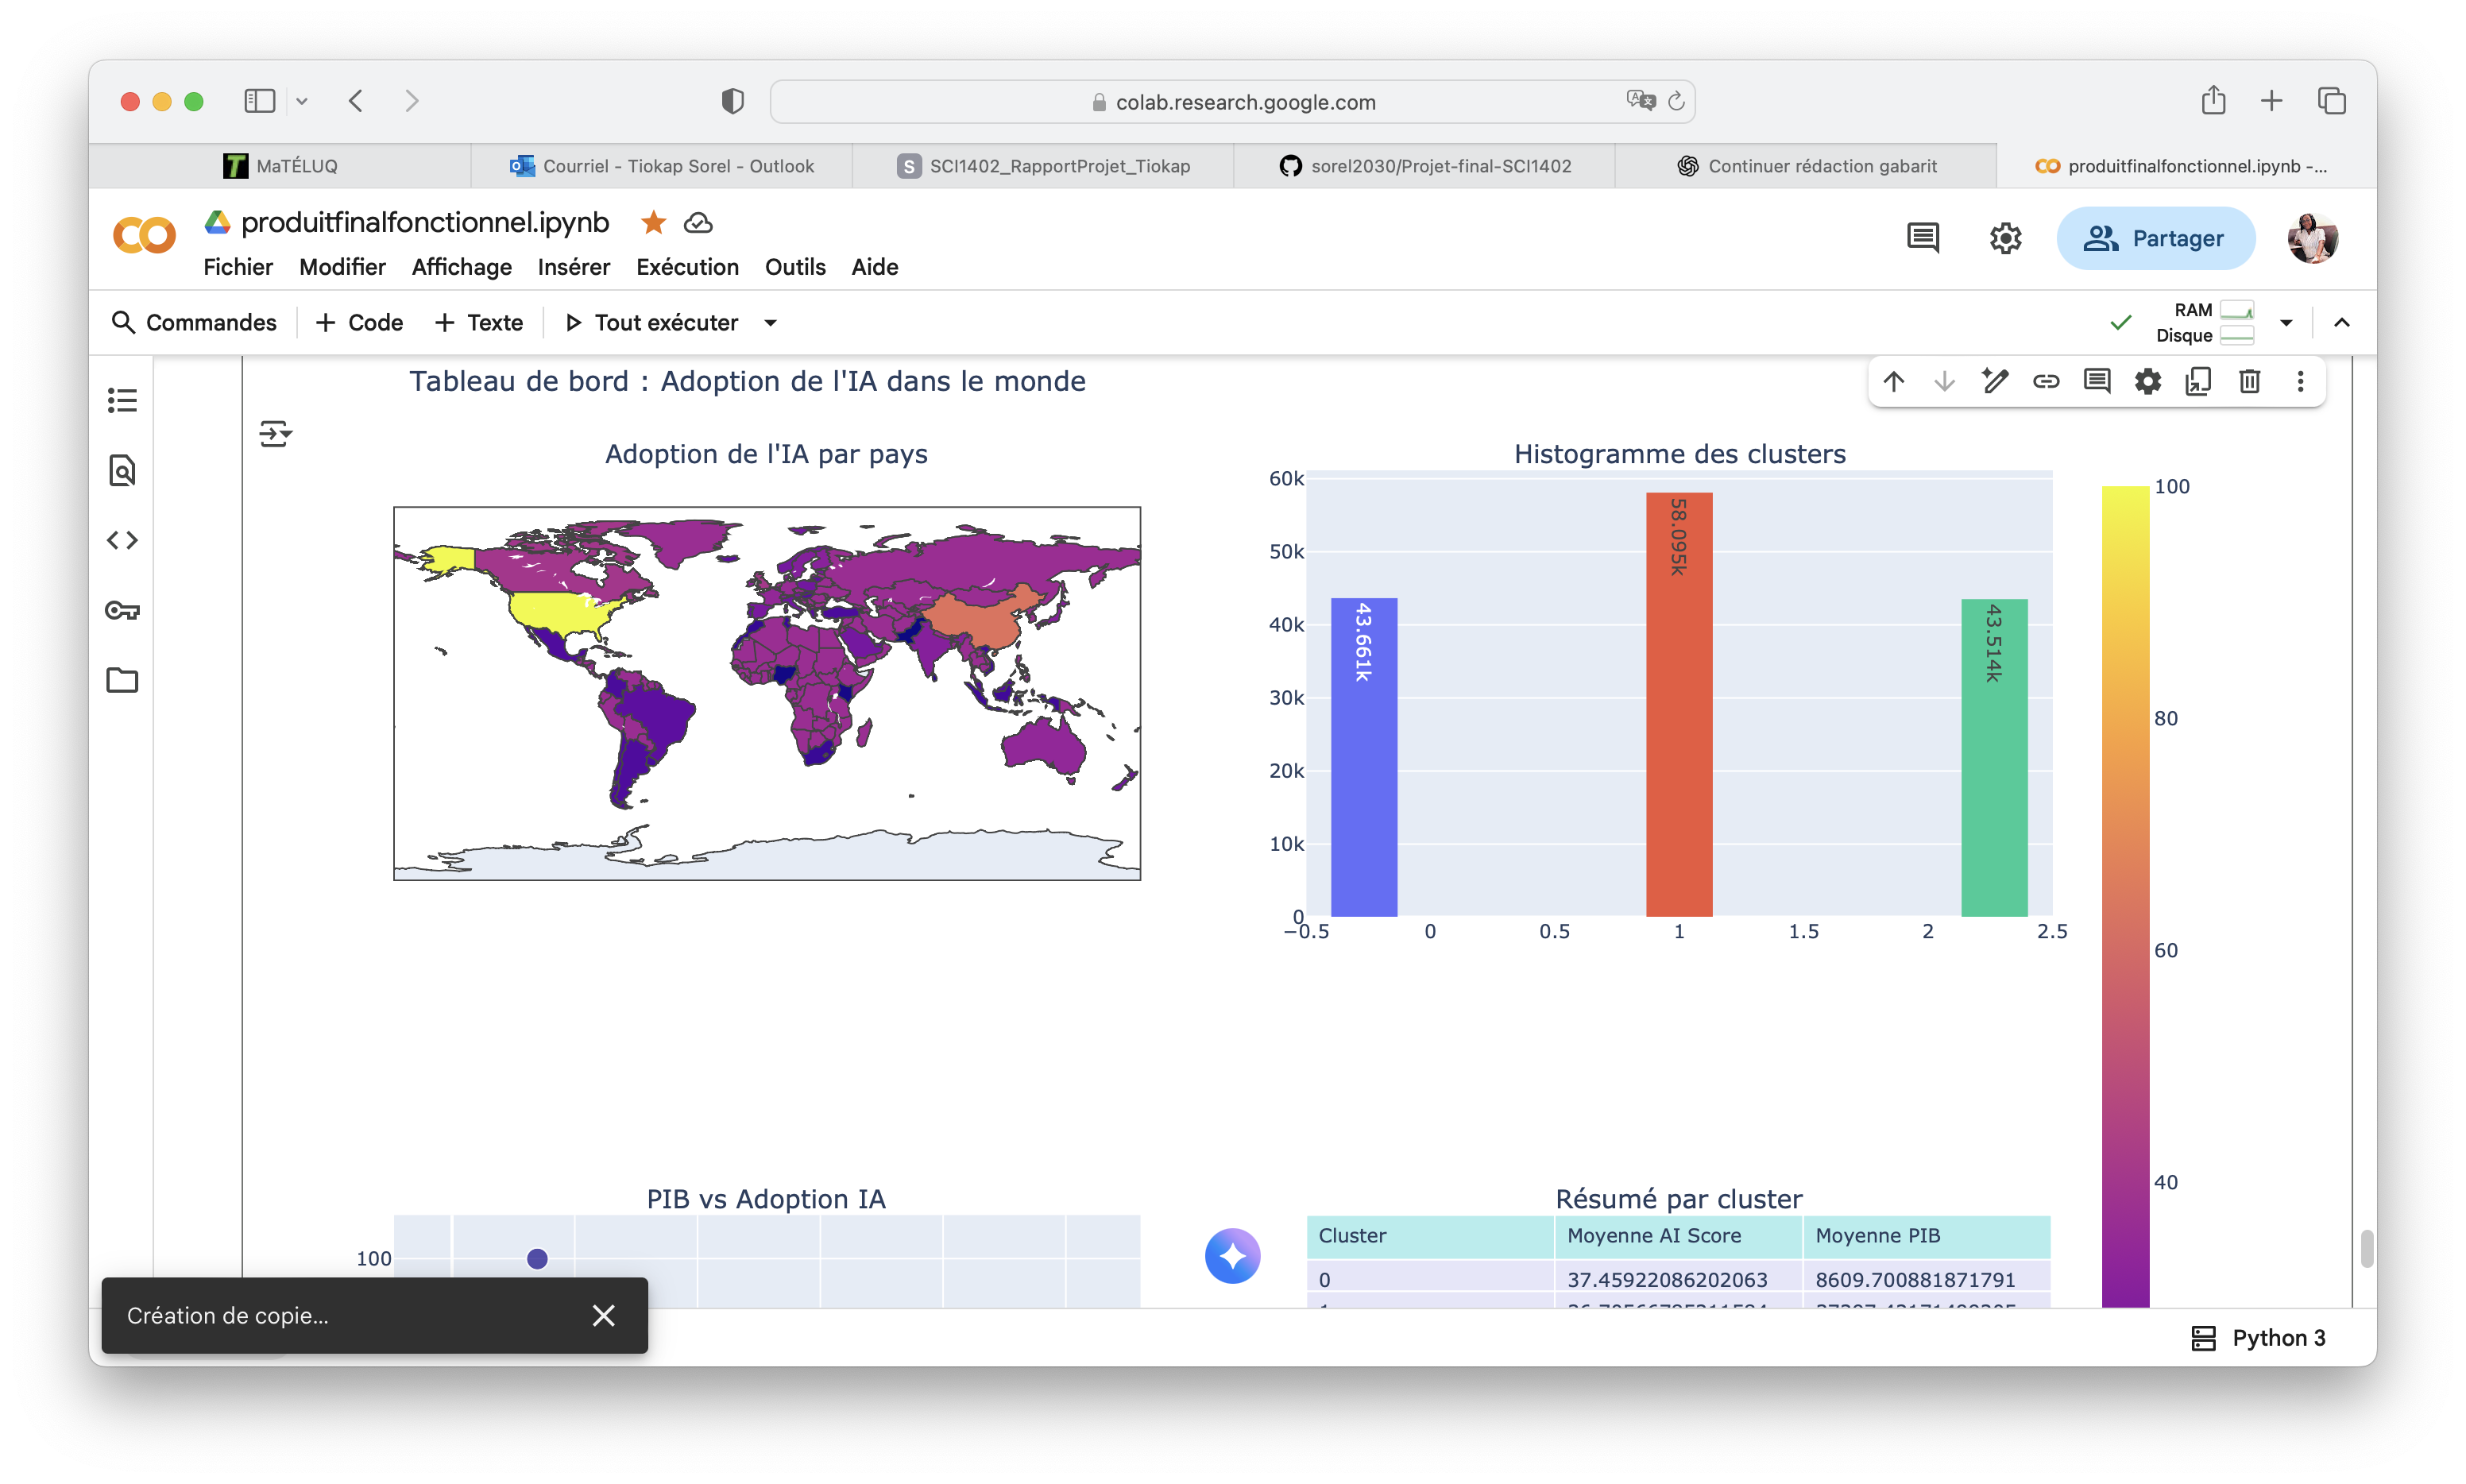 colab.research.google.com
MaTÉLUQ
Courriel - Tiokap Sorel - Outlook
SCI1402_RapportProjet_Tiokap
sorel2030/Projet-final-SCI1402
Continuer rédaction gabarit
produitfinalfonctionnel.ipynb -...
produitfinalfonctionnel.ipynb
Partager
Fichier Modifier Affichage Insérer Exécution Outils Aide
Commandes + Code + Texte Tout exécuter
RAM
Disque
Tableau de bord : Adoption de l'IA dans le monde
Adoption de l'IA par pays
Histogramme des clusters
60k
50k
40k
30k
20k
10k
0
43.661k
58.095k
43.514k
−0.5 0 0.5 1 1.5 2 2.5
100
80
60
40
PIB vs Adoption IA
100
Résumé par cluster
Cluster Moyenne AI Score Moyenne PIB
0 37.45922086202063 8609.700881871791
Création de copie...
Python 3